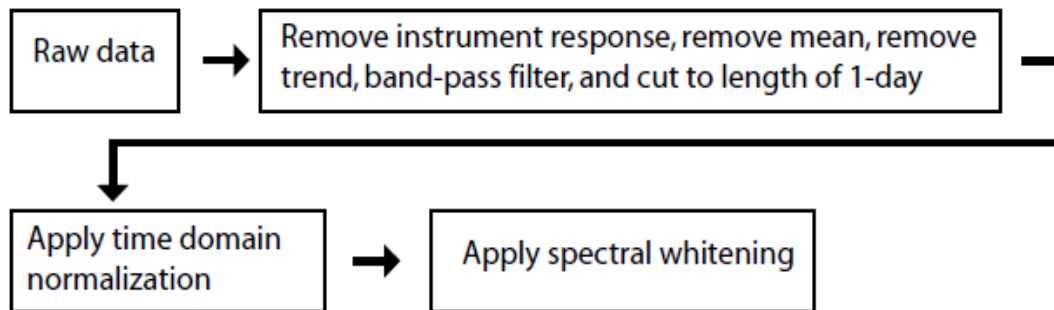 Raw data
Remove instrument response, remove mean, remove
trend, band-pass filter, and cut to length of 1-day
Apply time domain
normalization
Apply spectral whitening